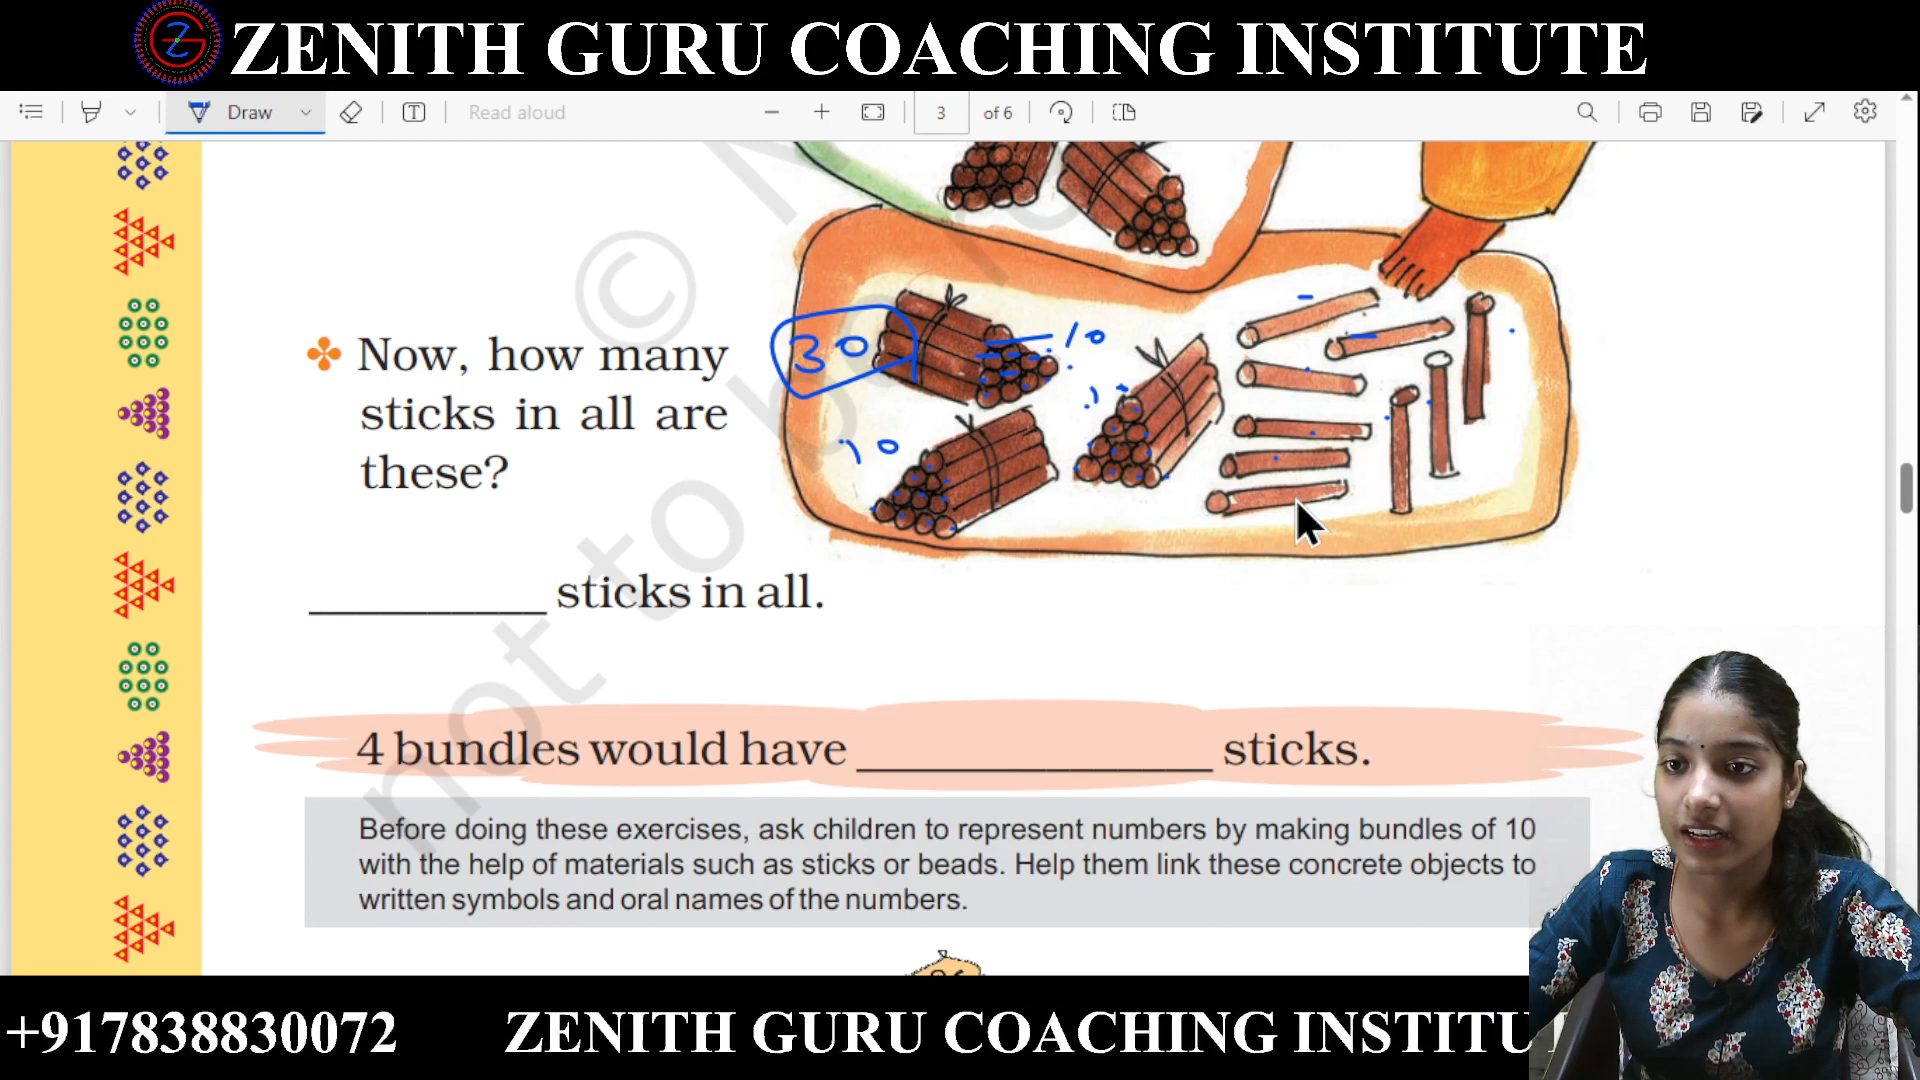 ZENITH GURU COACHING INSTITUTE
Draw
Read aloud
3 of 6
30
10
10
Now, how many
sticks in all are
these?
sticks in all.
4 bundles would have ______________ sticks.
Before doing these exercises, ask children to represent numbers by making bundles of 10
with the help of materials such as sticks or beads. Help them link these concrete objects to
written symbols and oral names of the numbers.
©
not to b
+917838830072 ZENITH GURU COACHING INSTITU